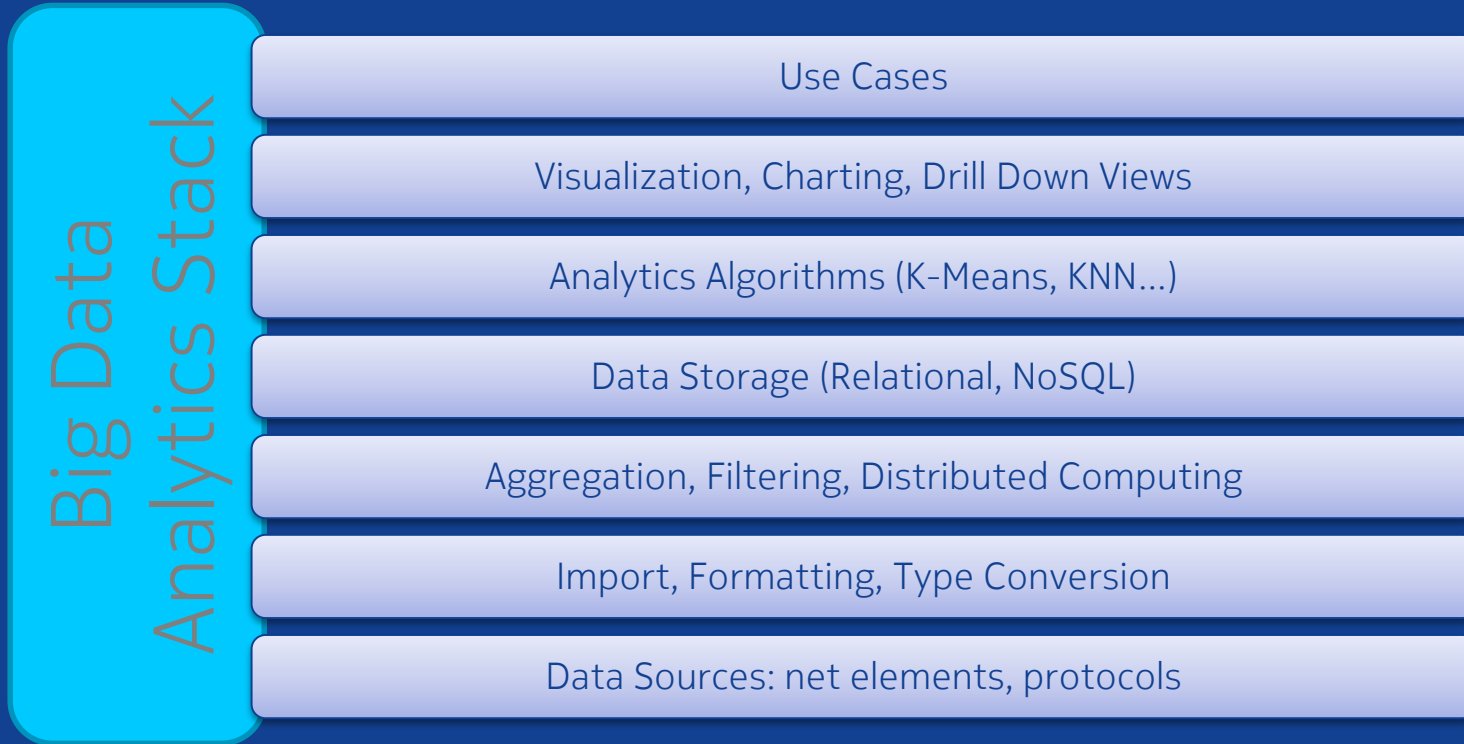 Big Data
Analytics Stack
Use Cases
Visualization, Charting, Drill Down Views
Analytics Algorithms (K-Means, KNN...)
Data Storage (Relational, NoSQL)
Aggregation, Filtering, Distributed Computing
Import, Formatting, Type Conversion
Data Sources: net elements, protocols